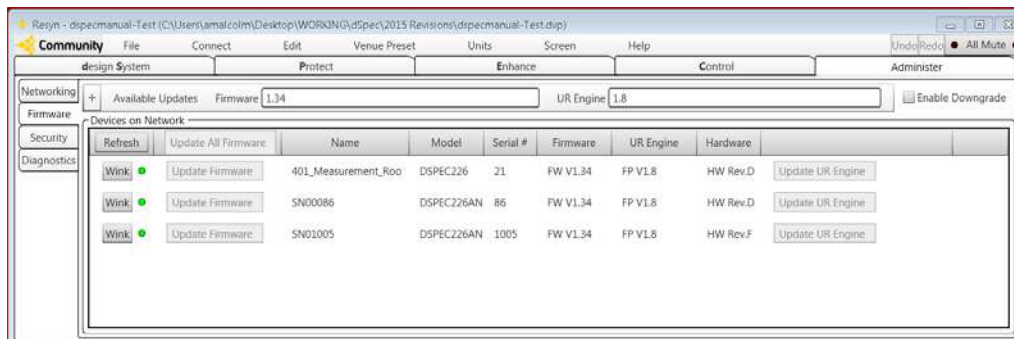 Resyn - dspecmanual-Test (C:\Users\amalcolm\Desktop\WORKING\dSpec\2015 Revisions\dspecmanual-Test.dvp)
Community File Connect Edit Venue Preset Units Screen Help Undo Redo All Mute
design System Protect Enhance Control Administer
Networking
Firmware
Security
Diagnostics
+ Available Updates Firmware 1.34 UR Engine 1.8 Enable Downgrade
Devices on Network
Refresh Update All Firmware Name Model Serial # Firmware UR Engine Hardware
Wink Update Firmware 401_Measurement_Roo DSPEC226 21 FW V1.34 FP V1.8 HW Rev.D Update UR Engine
Wink Update Firmware SN00086 DSPEC226AN 86 FW V1.34 FP V1.8 HW Rev.D Update UR Engine
Wink Update Firmware SN01005 DSPEC226AN 1005 FW V1.34 FP V1.8 HW Rev.F Update UR Engine